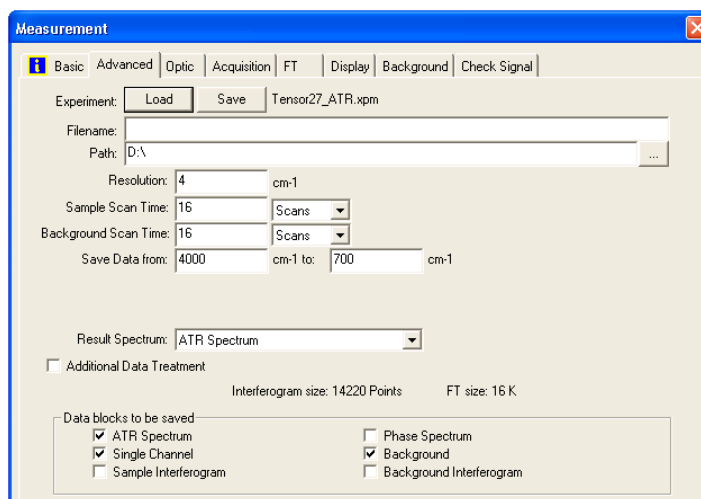 Measurement
Basic Advanced Optic Acquisition FT Display Background Check Signal
Experiment: Load Save Tensor27_ATR.xpm
Filename:
Path: D:\ ...
Resolution: 4 cm-1
Sample Scan Time: 16 Scans
Background Scan Time: 16 Scans
Save Data from: 4000 cm-1 to: 700 cm-1
Result Spectrum: ATR Spectrum
Additional Data Treatment
Interferogram size: 14220 Points FT size: 16 K
Data blocks to be saved
ATR Spectrum Phase Spectrum
Single Channel Background
Sample Interferogram Background Interferogram